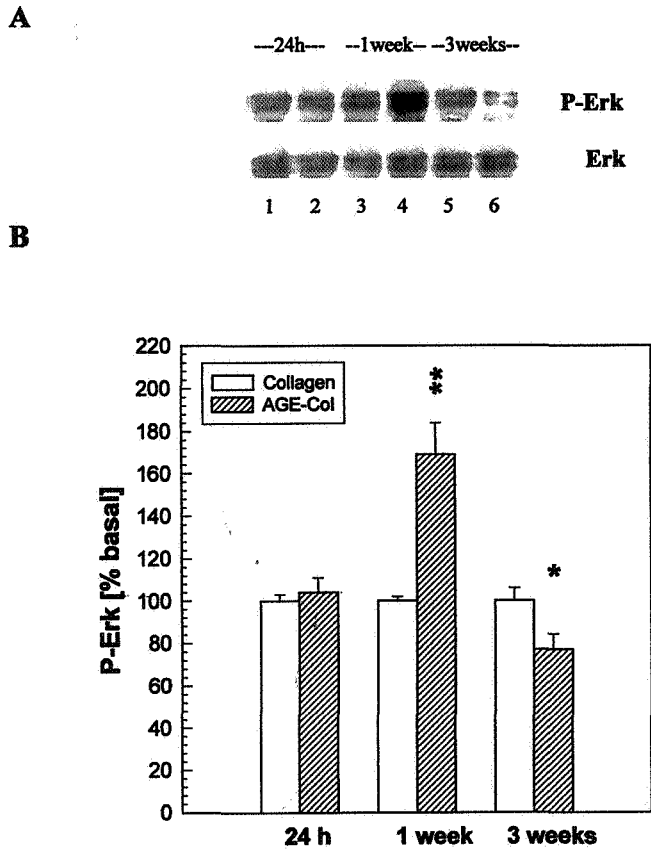 A
---24h--- --1week-- --3weeks--
P-Erk
Erk
1 2 3 4 5 6
B
220
200
180
160
140
120
100
80
60
40
20
0
P-Erk [% basal]
Collagen
AGE-Col
**
*
24 h 1 week 3 weeks